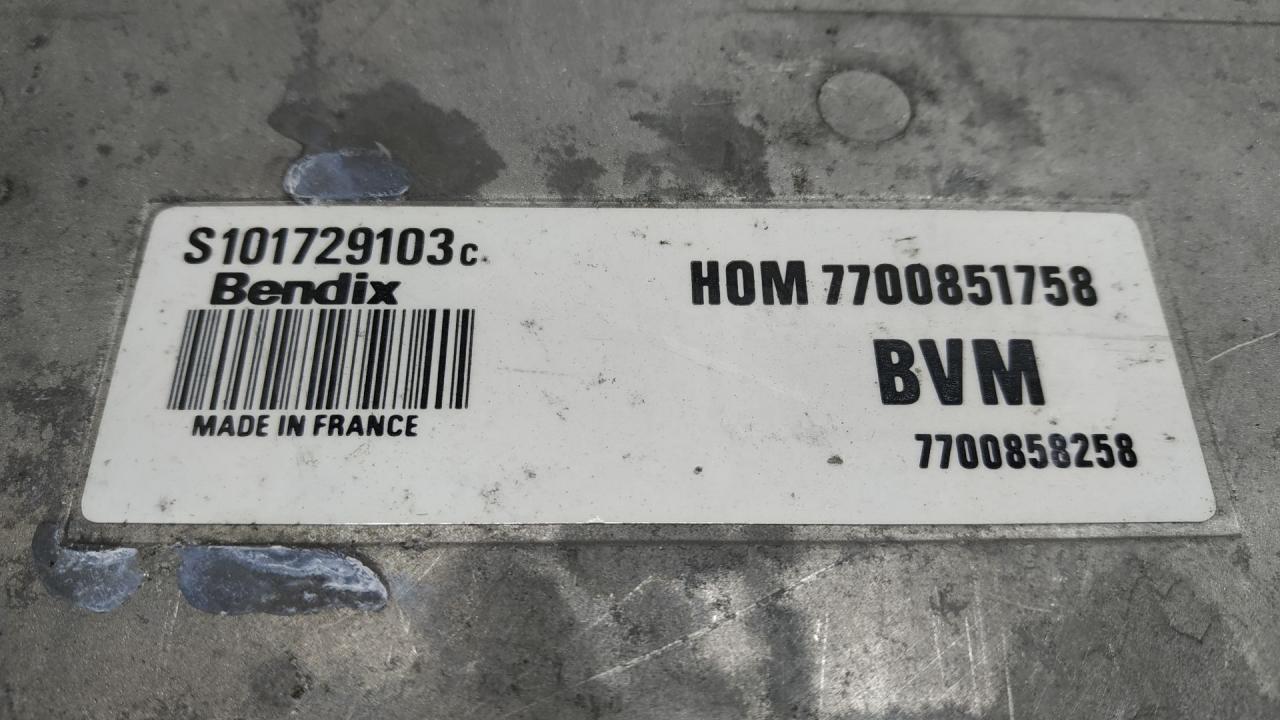 S101729103c
Bendix
MADE IN FRANCE
HOM 7700851758
BVM
7700858258